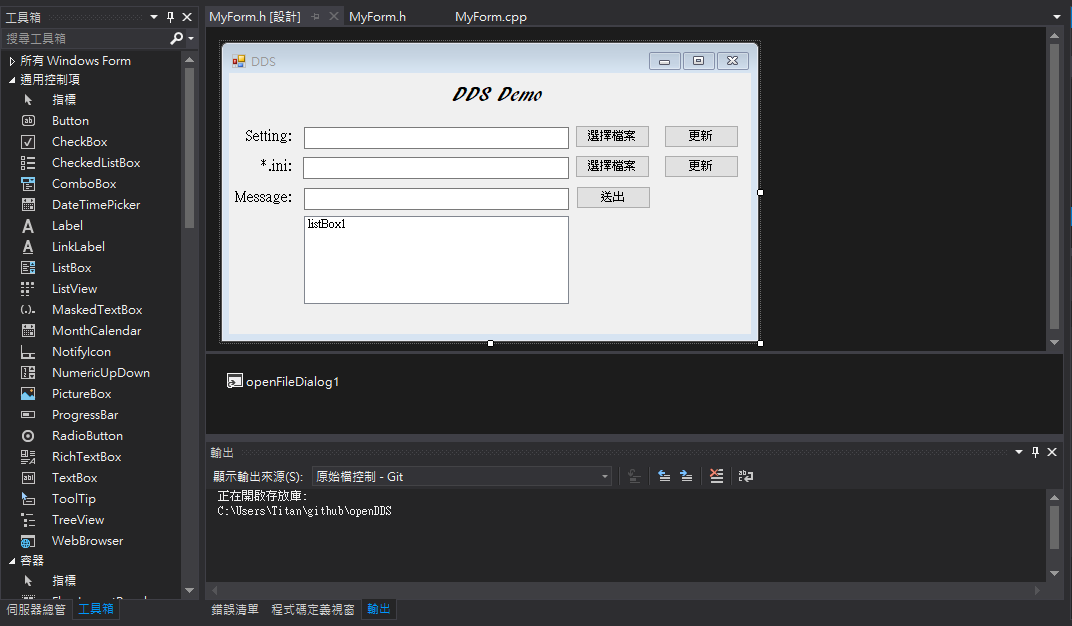 工具箱
搜尋工具箱
所有 Windows Form
通用控制項
指標
Button
CheckBox
CheckedListBox
ComboBox
DateTimePicker
Label
LinkLabel
ListBox
ListView
MaskedTextBox
MonthCalendar
NotifyIcon
NumericUpDown
PictureBox
ProgressBar
RadioButton
RichTextBox
TextBox
ToolTip
TreeView
WebBrowser
容器
指標
伺服器總管 工具箱
MyForm.h [設計] MyForm.h MyForm.cpp
DDS
DDS Demo
Setting: 選擇檔案 更新
*.ini: 選擇檔案 更新
Message: 送出
listBox1
openFileDialog1
輸出
顯示輸出來源(S): 原始檔控制 - Git
正在開啟存放庫:
C:\Users\Titan\github\openDDS
錯誤清單 程式碼定義視窗 輸出